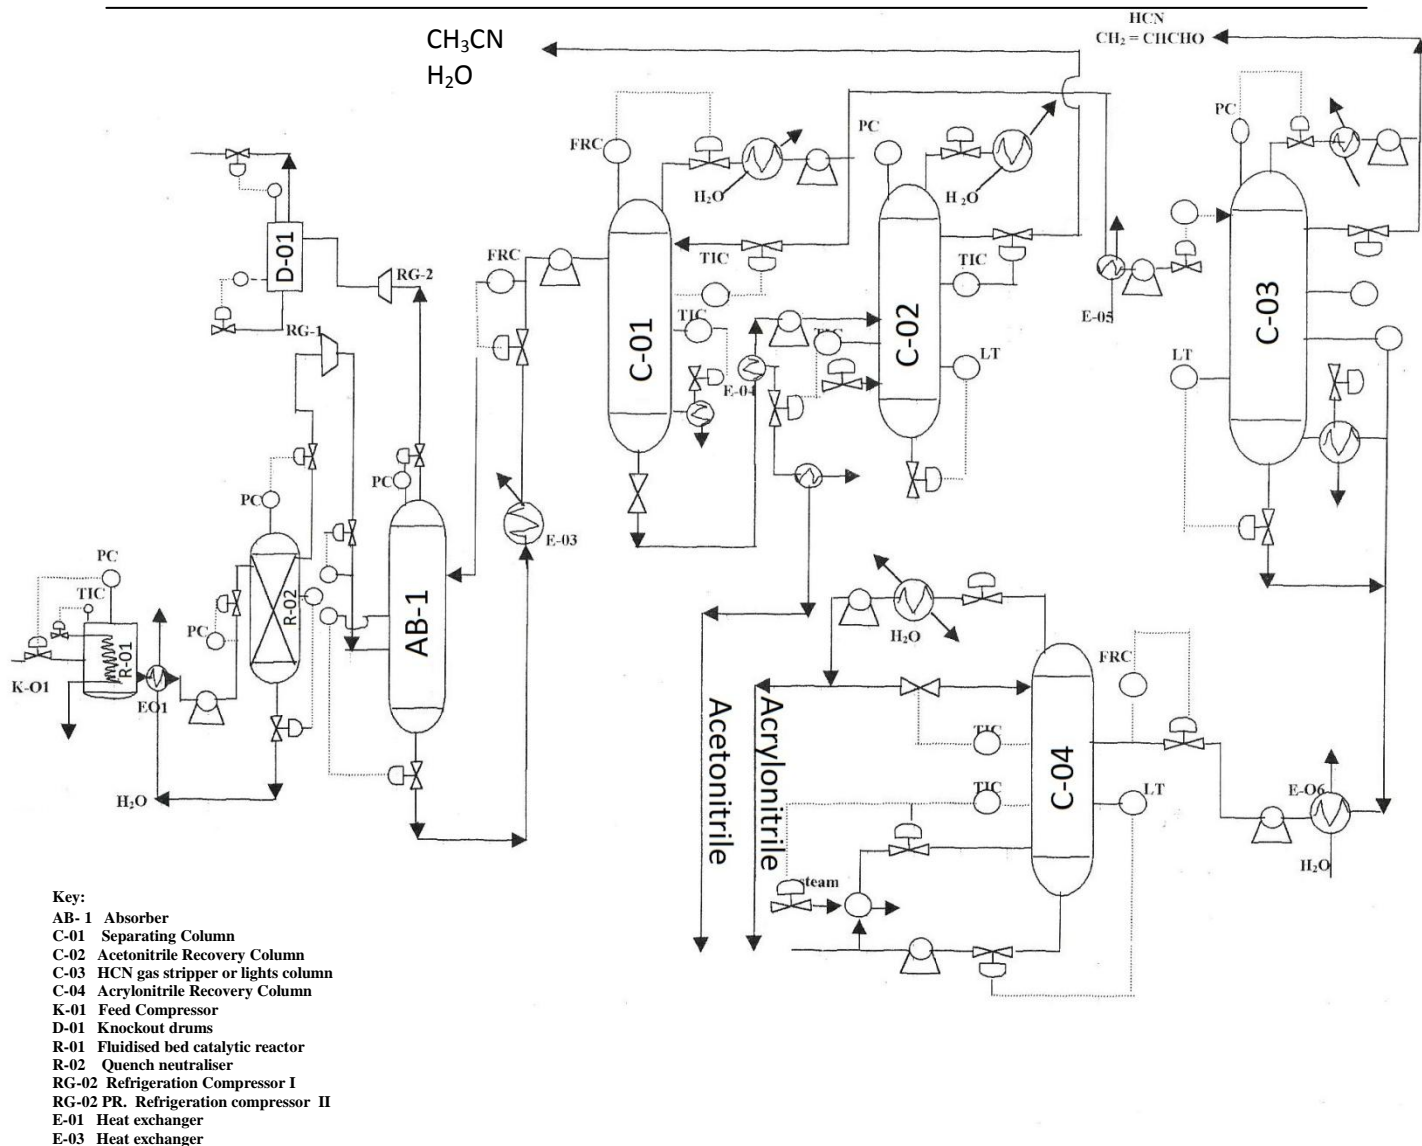 CH₃CN
H₂O
HCN
CH₂ = CHCHO
FRC
H₂O
PC
H₂O
PC
D-01
RG-2
RG-1
FRC
C-01
TIC
TIC
E-04
TIC
C-02
TIC
LT
E-05
C-03
LT
PC
PC
E-03
PC
TIC
R-01
K-O1
EO1
PC
R-02
AB-1
H₂O
H₂O
FRC
Acetonitrile
Acrylonitrile
TIC
TIC
C-04
LT
steam
E-O6
H₂O
Key:
AB- 1 Absorber
C-01 Separating Column
C-02 Acetonitrile Recovery Column
C-03 HCN gas stripper or lights column
C-04 Acrylonitrile Recovery Column
K-01 Feed Compressor
D-01 Knockout drums
R-01 Fluidised bed catalytic reactor
R-02 Quench neutraliser
RG-02 Refrigeration Compressor I
RG-02 PR. Refrigeration compressor II
E-01 Heat exchanger
E-03 Heat exchanger